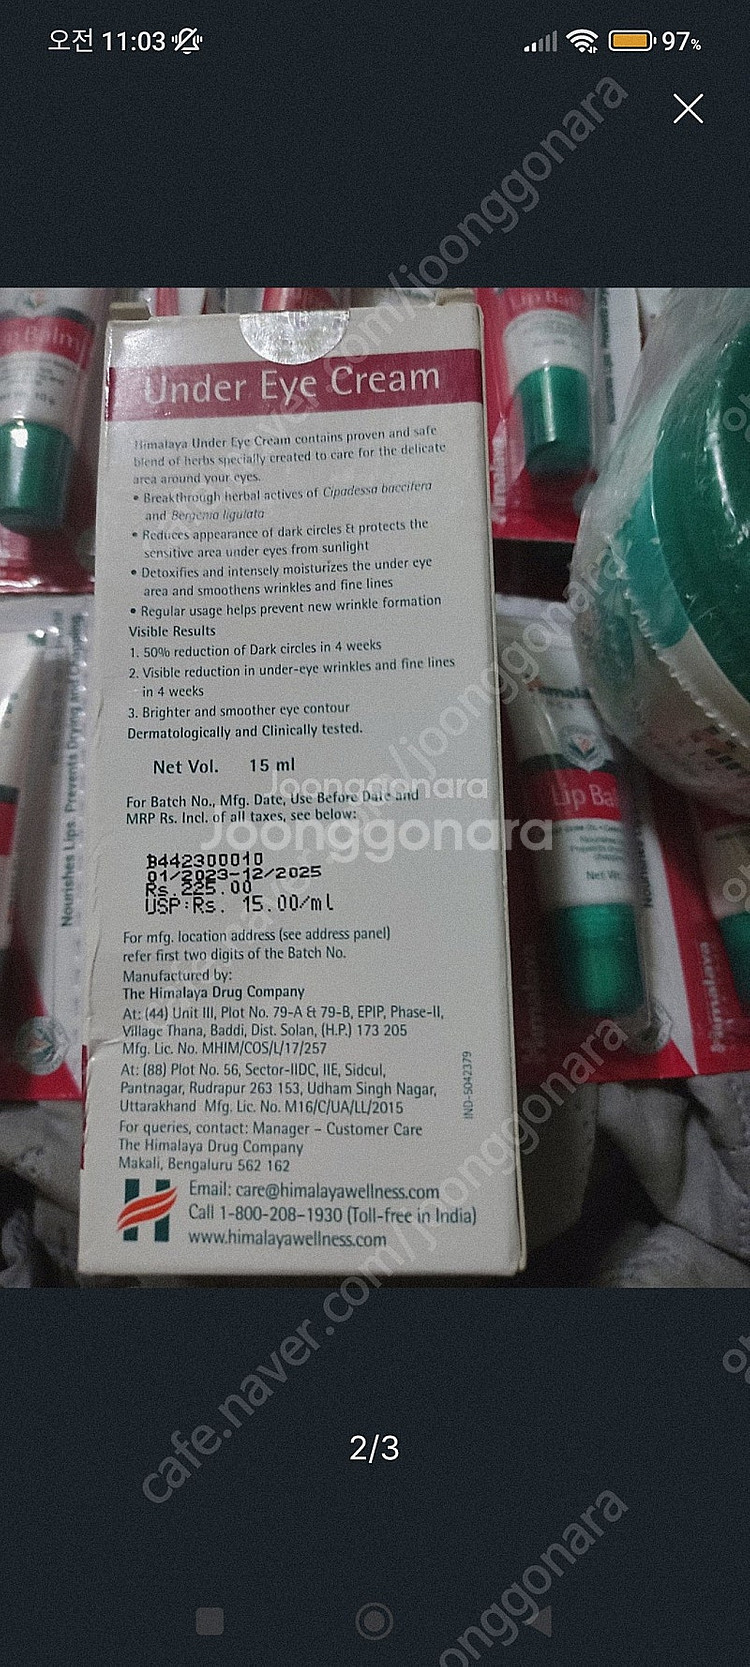 오전 11:03
97%
Under Eye Cream
Himalaya Under Eye Cream contains proven and safe
blend of herbs specially created to care for the delicate
area around your eyes.
• Breakthrough herbal actives of Cipadessa baccifera
and Bergenia ligulata
• Reduces appearance of dark circles & protects the
sensitive area under eyes from sunlight
• Detoxifies and intensely moisturizes the under eye
area and smoothens wrinkles and fine lines
• Regular usage helps prevent new wrinkle formation
Visible Results
1. 50% reduction of Dark circles in 4 weeks
2. Visible reduction in under-eye wrinkles and fine lines
in 4 weeks
3. Brighter and smoother eye contour
Dermatologically and Clinically tested.
Net Vol. 15 ml
For Batch No., Mfg. Date, Use Before Date and
MRP Rs. Incl. of all taxes, see below:
B442300010
01/2023-12/2025
Rs.225.00
USP:Rs. 15.00/ml
For mfg. location address (see address panel)
refer first two digits of the Batch No.
Manufactured by:
The Himalaya Drug Company
At: (44) Unit III, Plot No. 79-A & 79-B, EPIP, Phase-II,
Village Thana, Baddi, Dist. Solan, (H.P.) 173 205
Mfg. Lic. No. MHIM/COS/L/17/257
At: (88) Plot No. 56, Sector-IIDC, IIE, Sidcul,
Pantnagar, Rudrapur 263 153, Udham Singh Nagar,
Uttarakhand Mfg. Lic. No. M16/C/UA/LL/2015
For queries, contact: Manager – Customer Care
The Himalaya Drug Company
Makali, Bengaluru 562 162
Email: care@himalayawellness.com
Call 1-800-208-1930 (Toll-free in India)
www.himalayawellness.com
IND-5042379
Nourishes Lips. Prevents Drying and
Lip Ba
Himalaya
Joonggonara
Joonggonara
cafe.naver.com/joonggonara
2/3